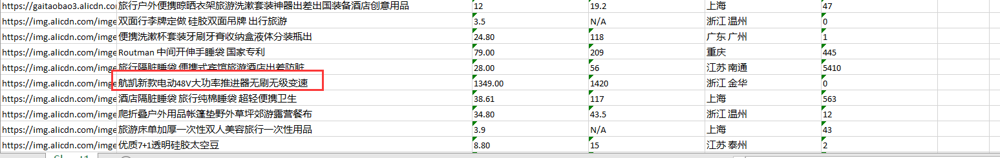 https://gaitaobao3.alicdn.co 旅行户外便携晾晒衣架旅游洗漱套装神器出差出国装备酒店创意用品 12 19.2 上海 47
https://img.alicdn.com/imge 双面行李牌定做 硅胶双面吊牌 出行旅游 3.5 N/A 浙江 温州 0
https://img.alicdn.com/imge 便携洗漱杯套装牙刷牙膏收纳盒液体分装瓶出 24.80 118 广东 广州 1
https://img.alicdn.com/imge Routman 中间开伸手睡袋 国家专利 79.00 209 重庆 445
https://img.alicdn.com/imge 旅行隔脏睡袋 便携式宾馆旅游酒店出差防脏 28.00 56 江苏 南通 5410
https://img.alicdn.com/imge 航凯新款电动48V大功率推进器无刷无级变速 1349.00 1420 浙江 金华 0
https://img.alicdn.com/imge 酒店隔脏睡袋 旅行纯棉睡袋 超轻便携卫生 38.61 117 上海 563
https://img.alicdn.com/imge 爬折叠户外用品帐篷垫野外草坪郊游露营餐布 34.80 43.5 浙江 温州 12
https://img.alicdn.com/imge 旅游床单加厚一次性双人美容旅行一次性用品 3.9 N/A 上海 43
https://img.alicdn.com/imge 优质7+1透明硅胶太空豆 8.80 15 江苏 泰州 2
Sheet1